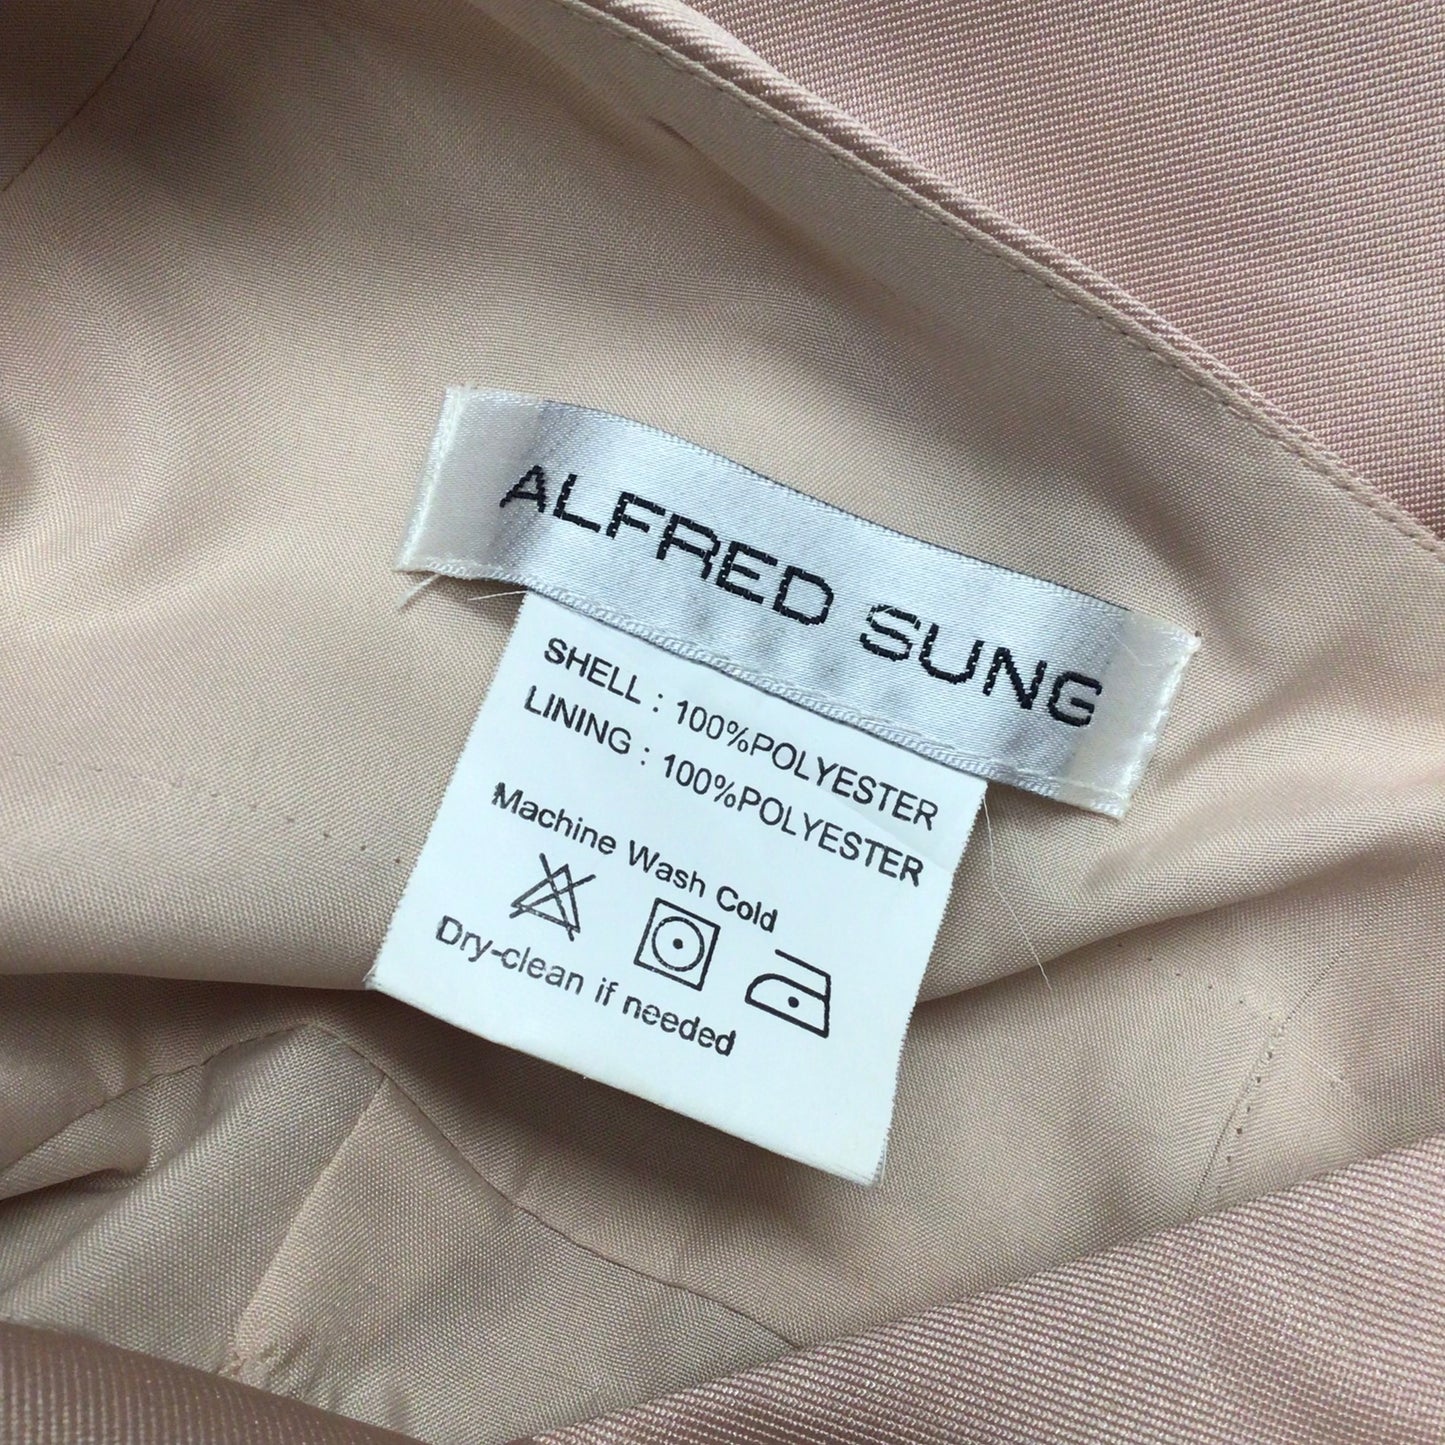 ALFRED SUNG
SHELL : 100%POLYESTER
LINING : 100%POLYESTER
Machine Wash Cold
Dry-clean if needed